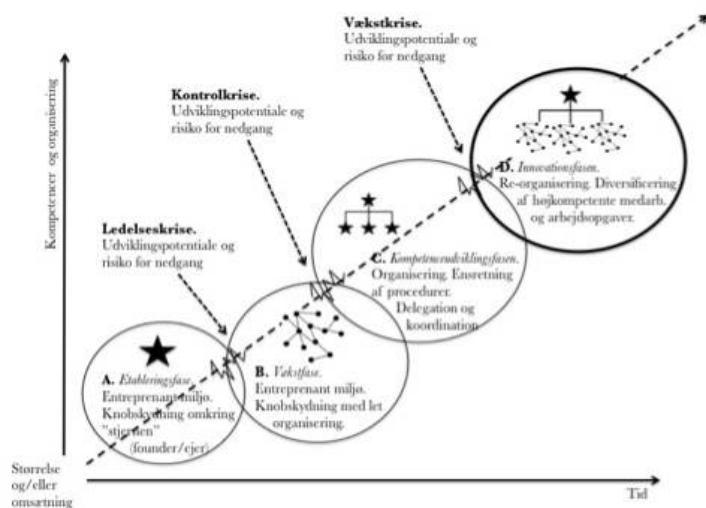 Vækstkrise.
Udviklingspotentiale og
risiko for nedgang
Kontrolkrise.
Udviklingspotentiale og
risiko for nedgang
Ledelseskrise.
Udviklingspotentiale og
risiko for nedgang
Kompetencer og organisering
D. Innovationsfasen.
Re-organisering. Diversificering
af højkompetente medarb.
og arbejdsopgaver.
C. Kompetenceudviklingsfasen.
Organisering. Ensretning
af procedurer.
Delegation og
koordination
B. Vækstfase.
Entreprenant miljø.
Knobskydning med let
organisering.
A. Etableringsfase.
Entreprenant miljø.
Knobskydning omkring
"stjernen"
(founder/ejer)
Størrelse
og/eller
omsætning
Tid